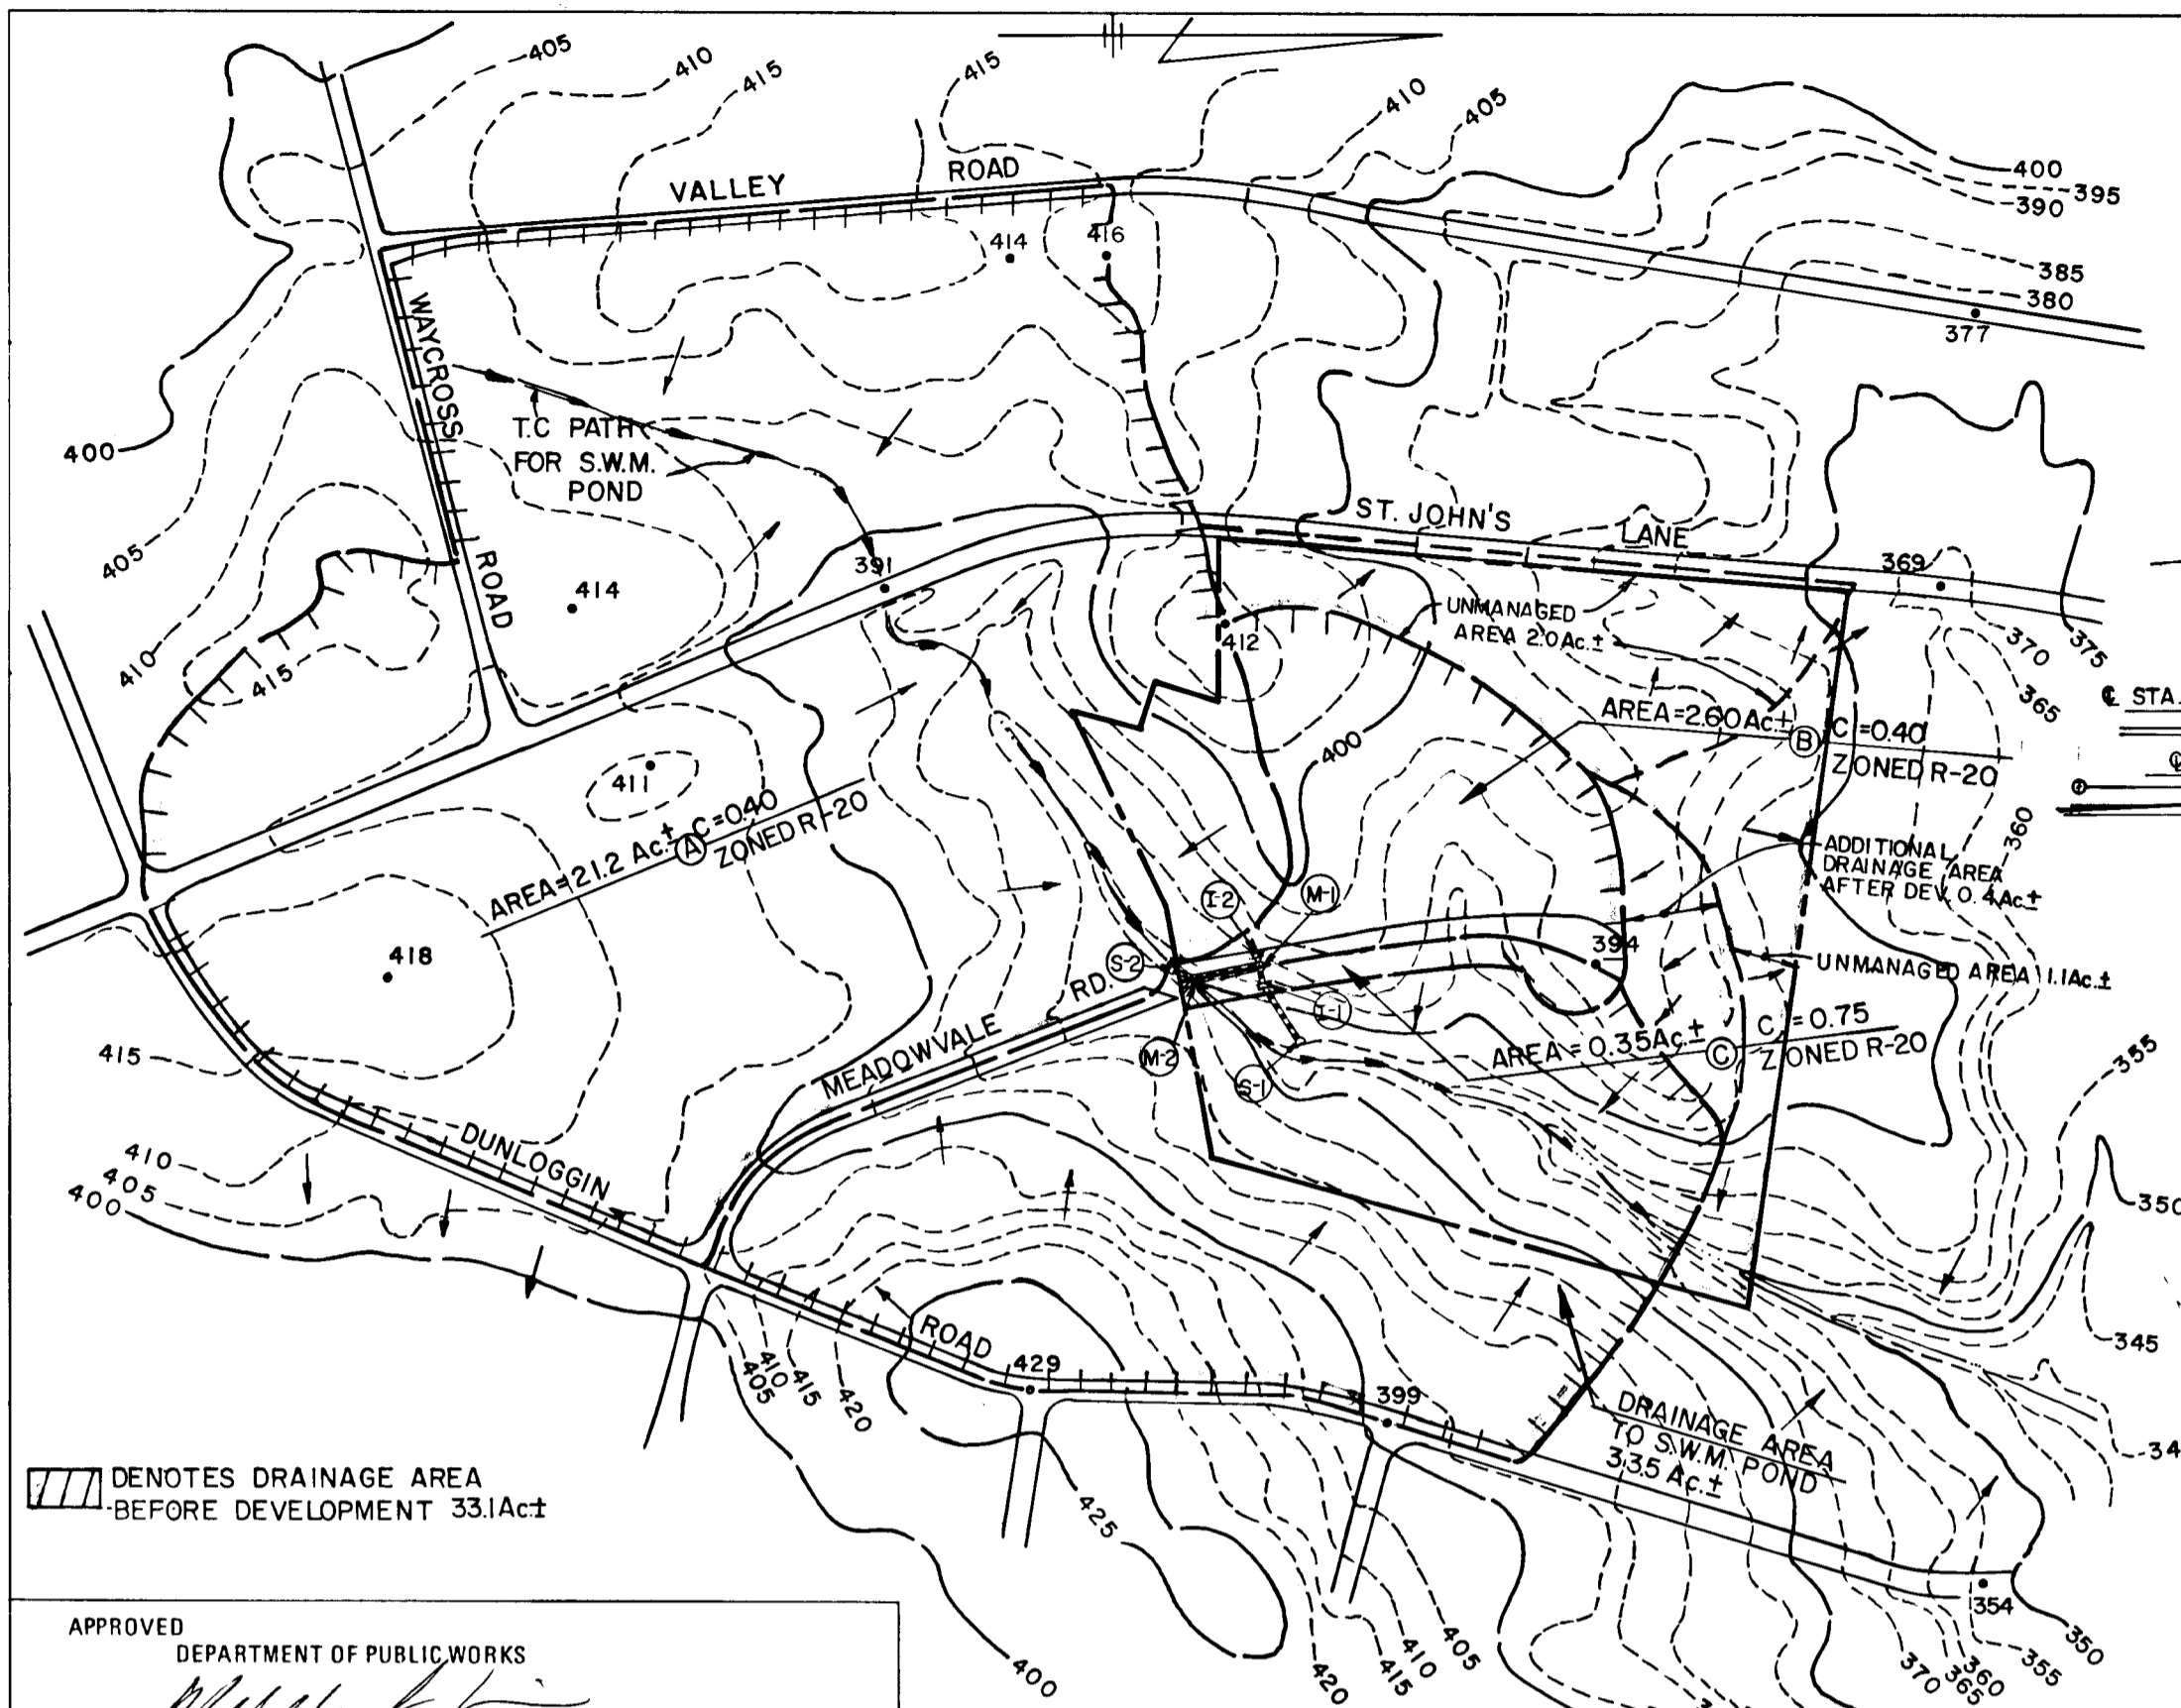 405
410
415
415
410
405
400
395
390
385
380
377
VALLEY ROAD
414
416
WAYCROSS ROAD
T.C PATH
FOR S.W.M.
POND
400
405
410
415
414
391
ST. JOHN'S LANE
369
370
375
365
412
UNMANAGED
AREA 2.0Ac.±
℄ STA.
400
AREA=2.60Ac±
B
C=0.40
ZONED R-20
360
411
AREA=21.2 Ac.±
A
C=0.40
ZONED R-20
ADDITIONAL
DRAINAGE AREA
AFTER DEV. 0.4Ac±
418
I-2
M-1
S-2
394
UNMANAGED AREA 1.1Ac.±
MEADOWVALE RD.
I-1
M-2
S-1
AREA = 0.35Ac.±
C
C = 0.75
ZONED R-20
355
350
345
34
415
410
405
400
DUNLOGGIN ROAD
405
410
415
420
429
399
425
DRAINAGE AREA
TO S.W.M. POND
33.5 Ac.±
DENOTES DRAINAGE AREA
BEFORE DEVELOPMENT 33.1Ac±
354
350
355
360
365
370
400
420
415
410
405
APPROVED
DEPARTMENT OF PUBLIC WORKS